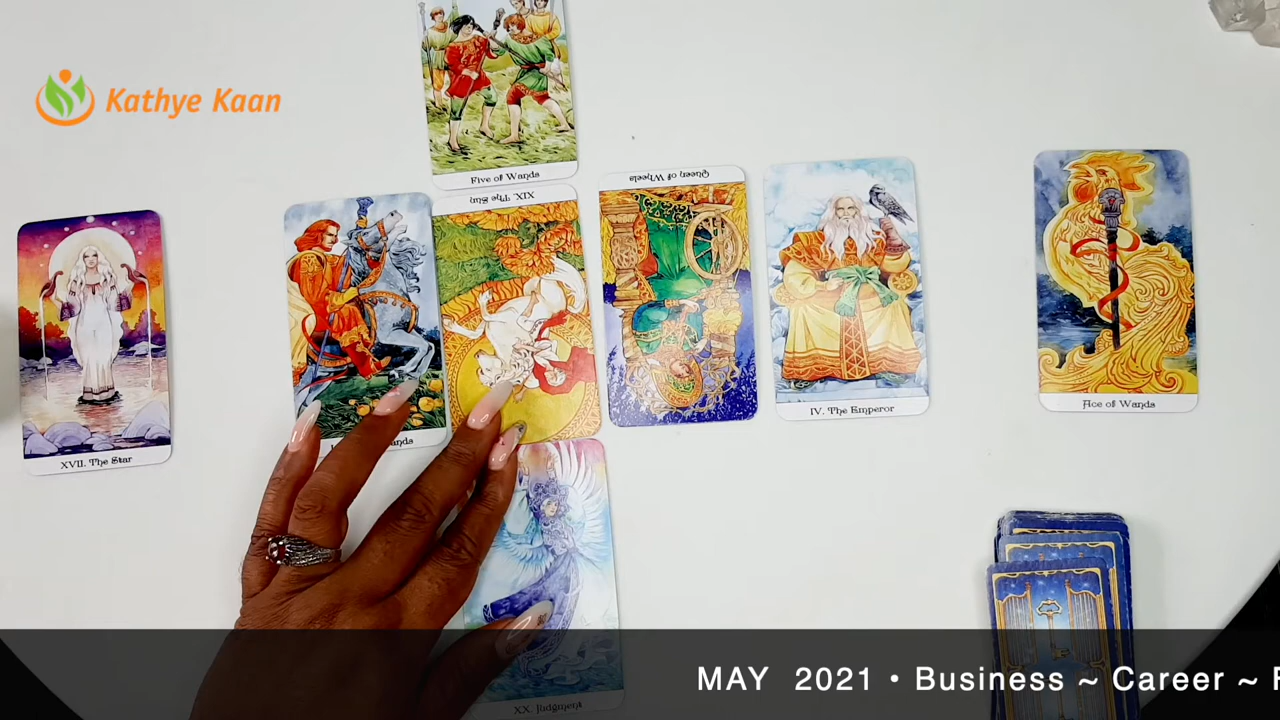 Kathye Kaan
Five of Wands
XIX. The Sun
Queen of Wheels
IV. The Emperor
Ace of Wands
XVII. The Star
XX. Judgment
MAY 2021 • Business ~ Career ~